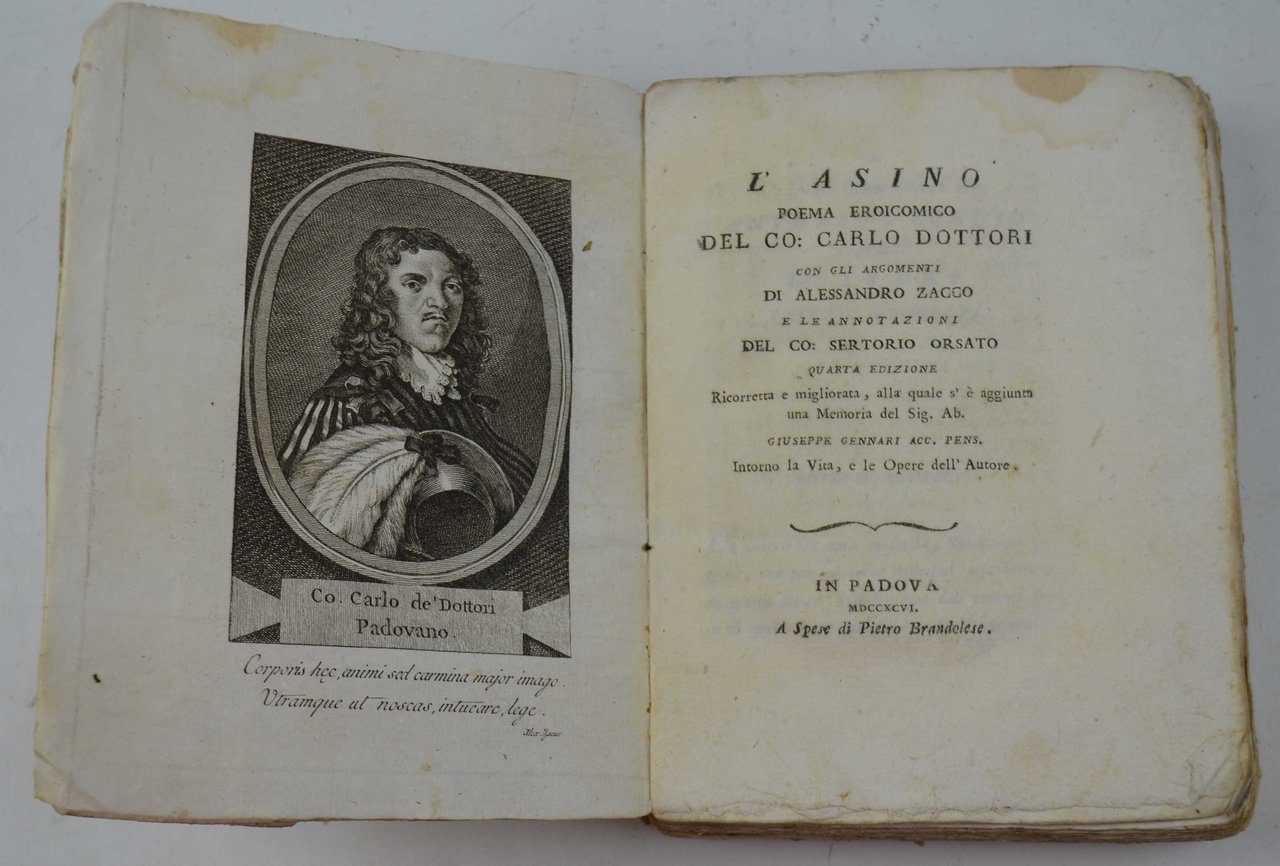 Co. Carlo de' Dottori
Padovano.
Corporis hęc, animi sed carmina major imago.
Vtramque ut noscas, intueāre, lege.
L' ASINO
POEMA EROICOMICO
DEL CO: CARLO DOTTORI
CON GLI ARGOMENTI
DI ALESSANDRO ZACCO
E LE ANNOTAZIONI
DEL CO: SERTORIO ORSATO
QUARTA EDIZIONE
Ricorretta e migliorata, alla quale s' è aggiunta
una Memoria del Sig. Ab.
GIUSEPPE GENNARI ACC. PENS.
Intorno la Vita, e le Opere dell' Autore.
IN PADOVA
MDCCXCVI.
A Spese di Pietro Brandolese.